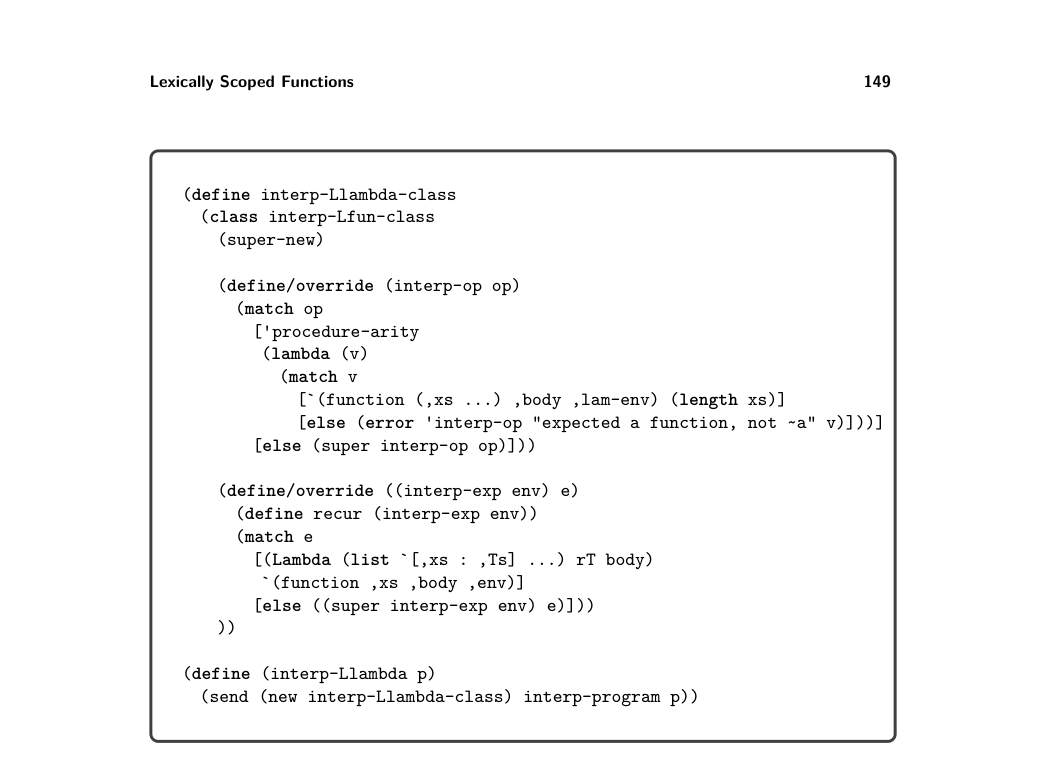 Lexically Scoped Functions 149
(define interp-Llambda-class
(class interp-Lfun-class
(super-new)
(define/override (interp-op op)
(match op
['procedure-arity
(lambda (v)
(match v
[`(function (,xs ...) ,body ,lam-env) (length xs)]
[else (error 'interp-op "expected a function, not ~a" v)]))]
[else (super interp-op op)]))
(define/override ((interp-exp env) e)
(define recur (interp-exp env))
(match e
[(Lambda (list `[,xs : ,Ts] ...) rT body)
`(function ,xs ,body ,env)]
[else ((super interp-exp env) e)]))
))
(define (interp-Llambda p)
(send (new interp-Llambda-class) interp-program p))